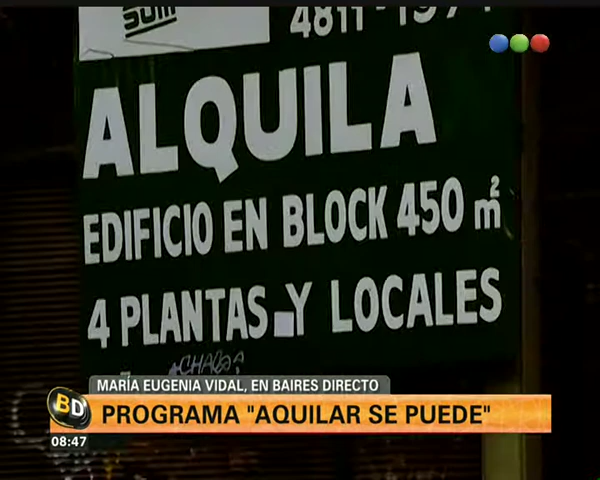 ALQUILA
EDIFICIO EN BLOCK 450 m²
4 PLANTAS Y LOCALES
MARÍA EUGENIA VIDAL, EN BAIRES DIRECTO
BD
PROGRAMA "AQUILAR SE PUEDE"
08:47